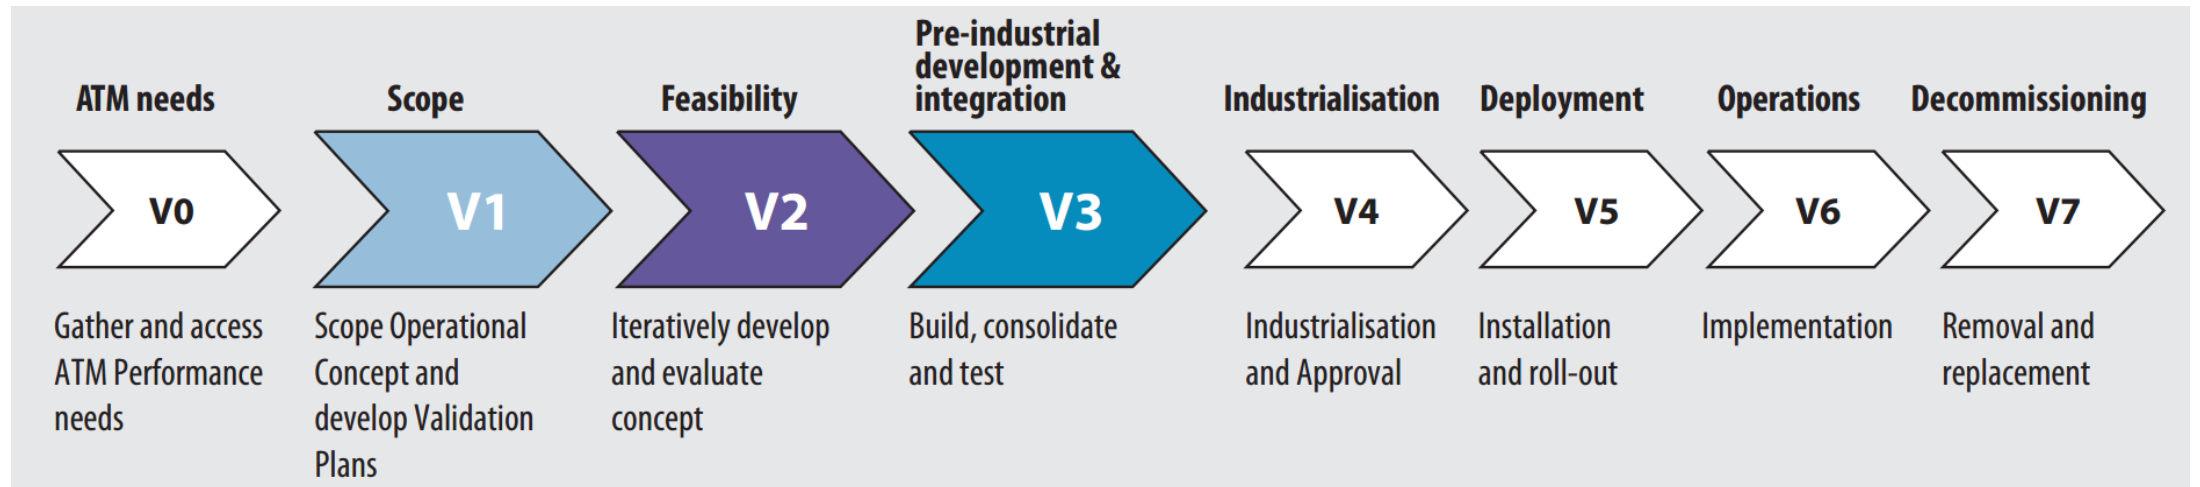 ATM needs
Scope
Feasibility
Pre-industrial
development &
integration
Industrialisation
Deployment
Operations
Decommissioning
V0
V1
V2
V3
V4
V5
V6
V7
Gather and access
ATM Performance
needs
Scope Operational
Concept and
develop Validation
Plans
Iteratively develop
and evaluate
concept
Build, consolidate
and test
Industrialisation
and Approval
Installation
and roll-out
Implementation
Removal and
replacement